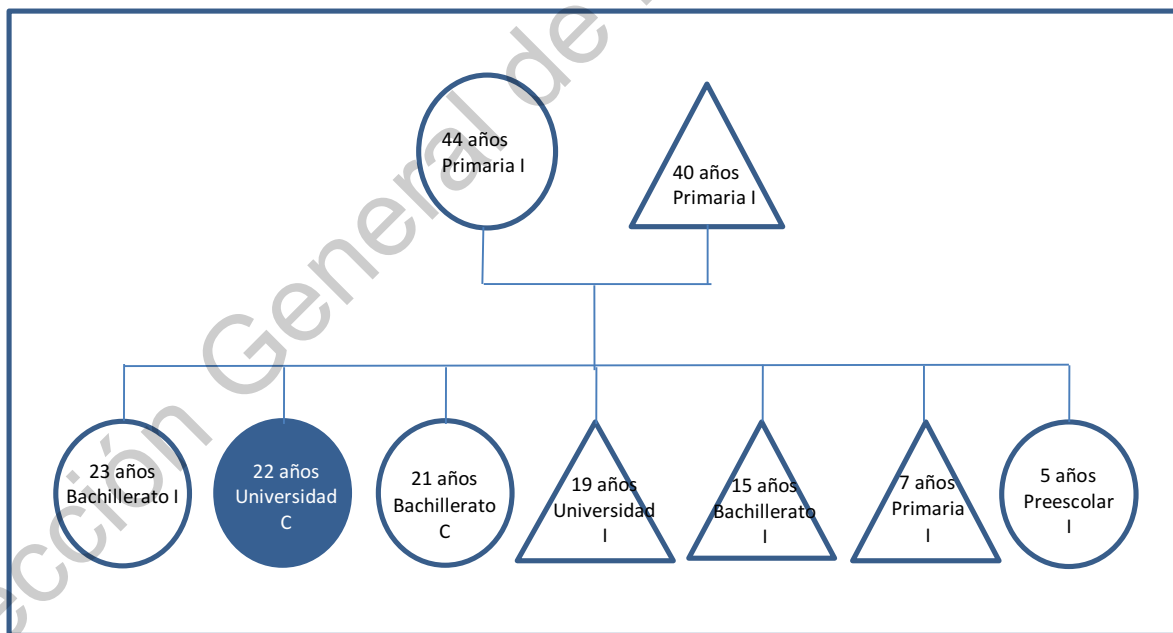 44 años
Primaria I
40 años
Primaria I
23 años
Bachillerato I
22 años
Universidad
C
21 años
Bachillerato
C
19 años
Universidad
I
15 años
Bachillerato
I
7 años
Primaria
I
5 años
Preescolar
I
ección General de